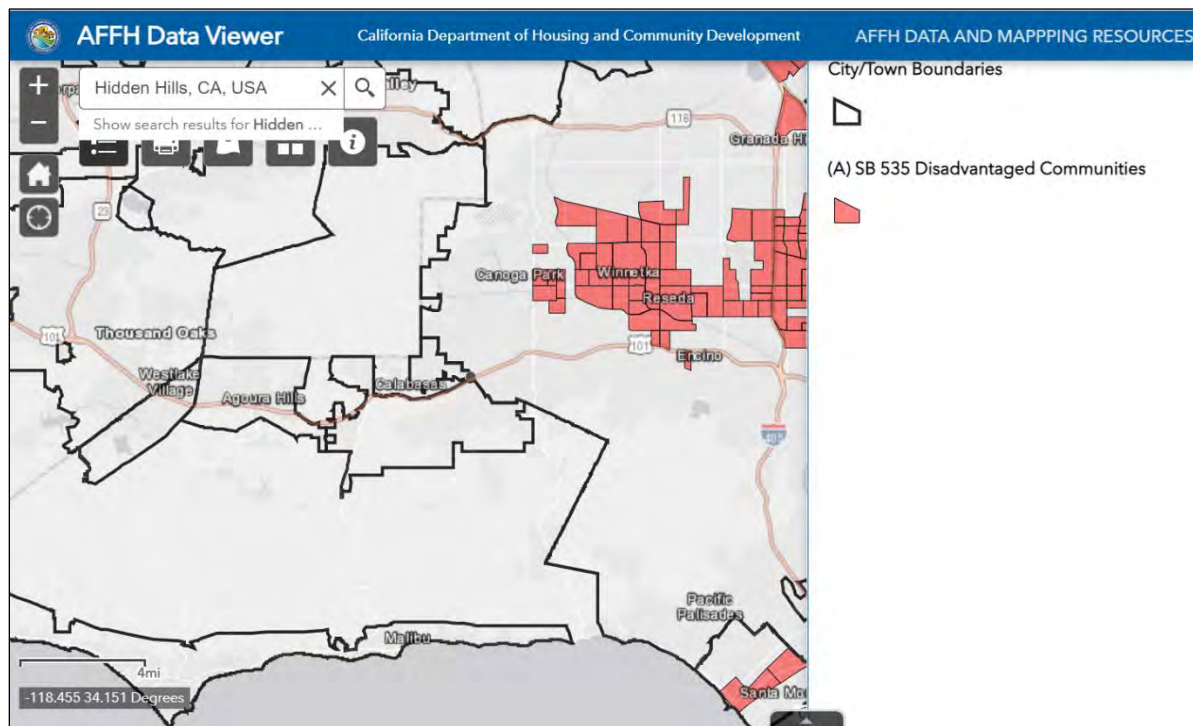 AFFH Data Viewer
California Department of Housing and Community Development
AFFH DATA AND MAPPPING RESOURCES
+
−
Hidden Hills, CA, USA
Show search results for Hidden ...
lley
118
Granada Hi
23
City/Town Boundaries
(A) SB 535 Disadvantaged Communities
Canoga Park
Winnetka
Reseda
101
Thousand Oaks
101
Encino
Westlake
Village
Calabasas
Agoura Hills
405
Pacific
Palisades
Malibu
4mi
Santa Mo
-118.455 34.151 Degrees